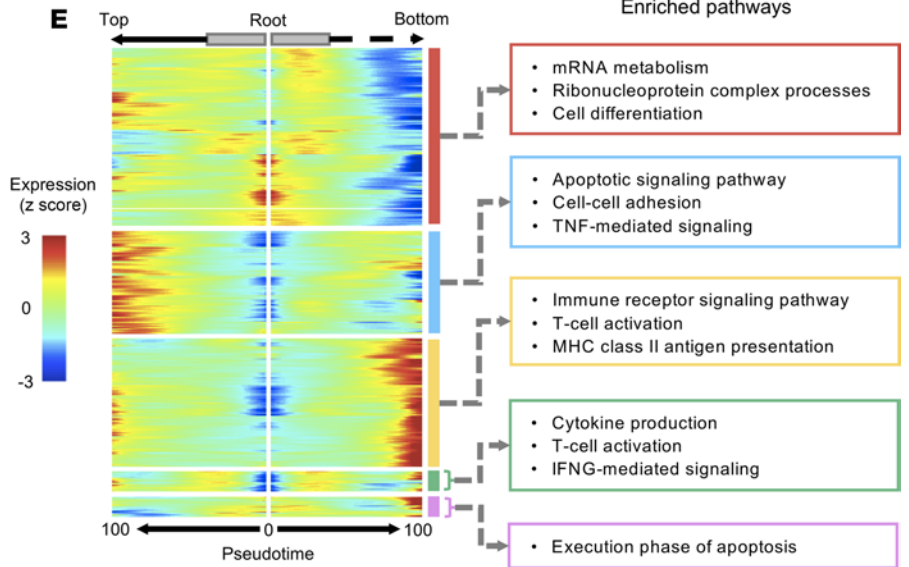 E
Top Root Bottom
Enriched pathways
Expression
(z score)
3
0
-3
• mRNA metabolism
• Ribonucleoprotein complex processes
• Cell differentiation
• Apoptotic signaling pathway
• Cell-cell adhesion
• TNF-mediated signaling
• Immune receptor signaling pathway
• T-cell activation
• MHC class II antigen presentation
• Cytokine production
• T-cell activation
• IFNG-mediated signaling
• Execution phase of apoptosis
100 0 100
Pseudotime